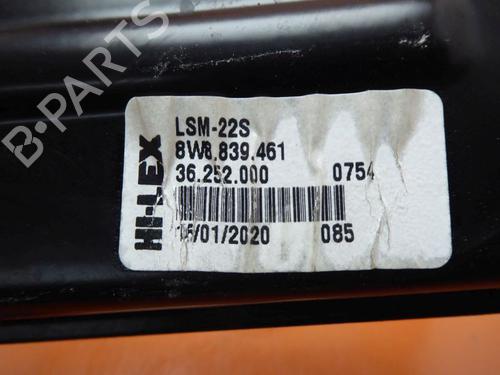 B-PARTS
HI-LEX
LSM-22S
8W8.839.461
36.252.000 0754
15/01/2020 085